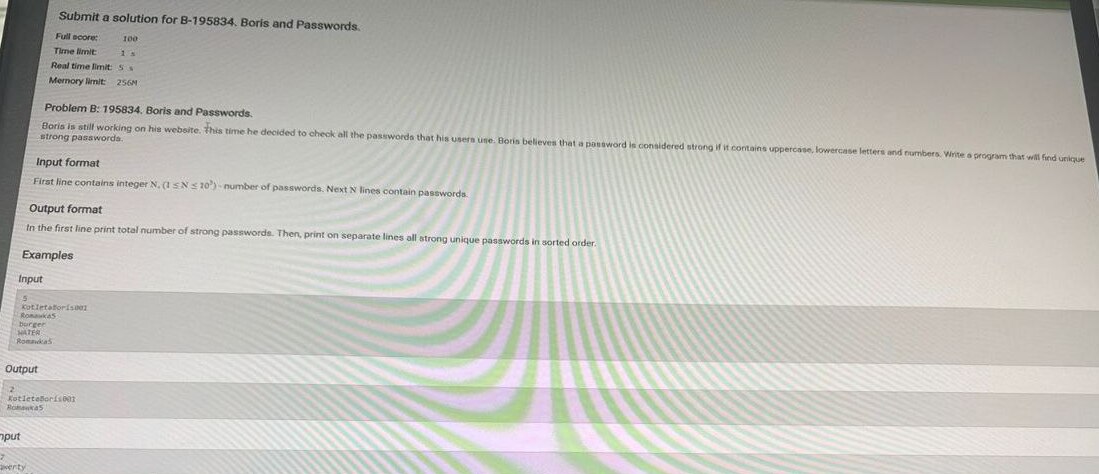 Submit a solution for B-195834. Boris and Passwords.
Full score: 100
Time limit: 1 s
Real time limit: 5 s
Memory limit: 256M
Problem B: 195834. Boris and Passwords.
Boris is still working on his website. This time he decided to check all the passwords that his users use. Boris believes that a password is considered strong if it contains uppercase, lowercase letters and numbers. Write a program that will find unique
strong passwords.
Input format
First line contains integer N, (1 ≤ N ≤ 10⁵) - number of passwords. Next N lines contain passwords.
Output format
In the first line print total number of strong passwords. Then, print on separate lines all strong unique passwords in sorted order.
Examples
Input
5
KotletaBoris001
Romawka5
burger
WATER
Romawka5
Output
2
KotletaBoris001
Romawka5
nput
7
qwerty